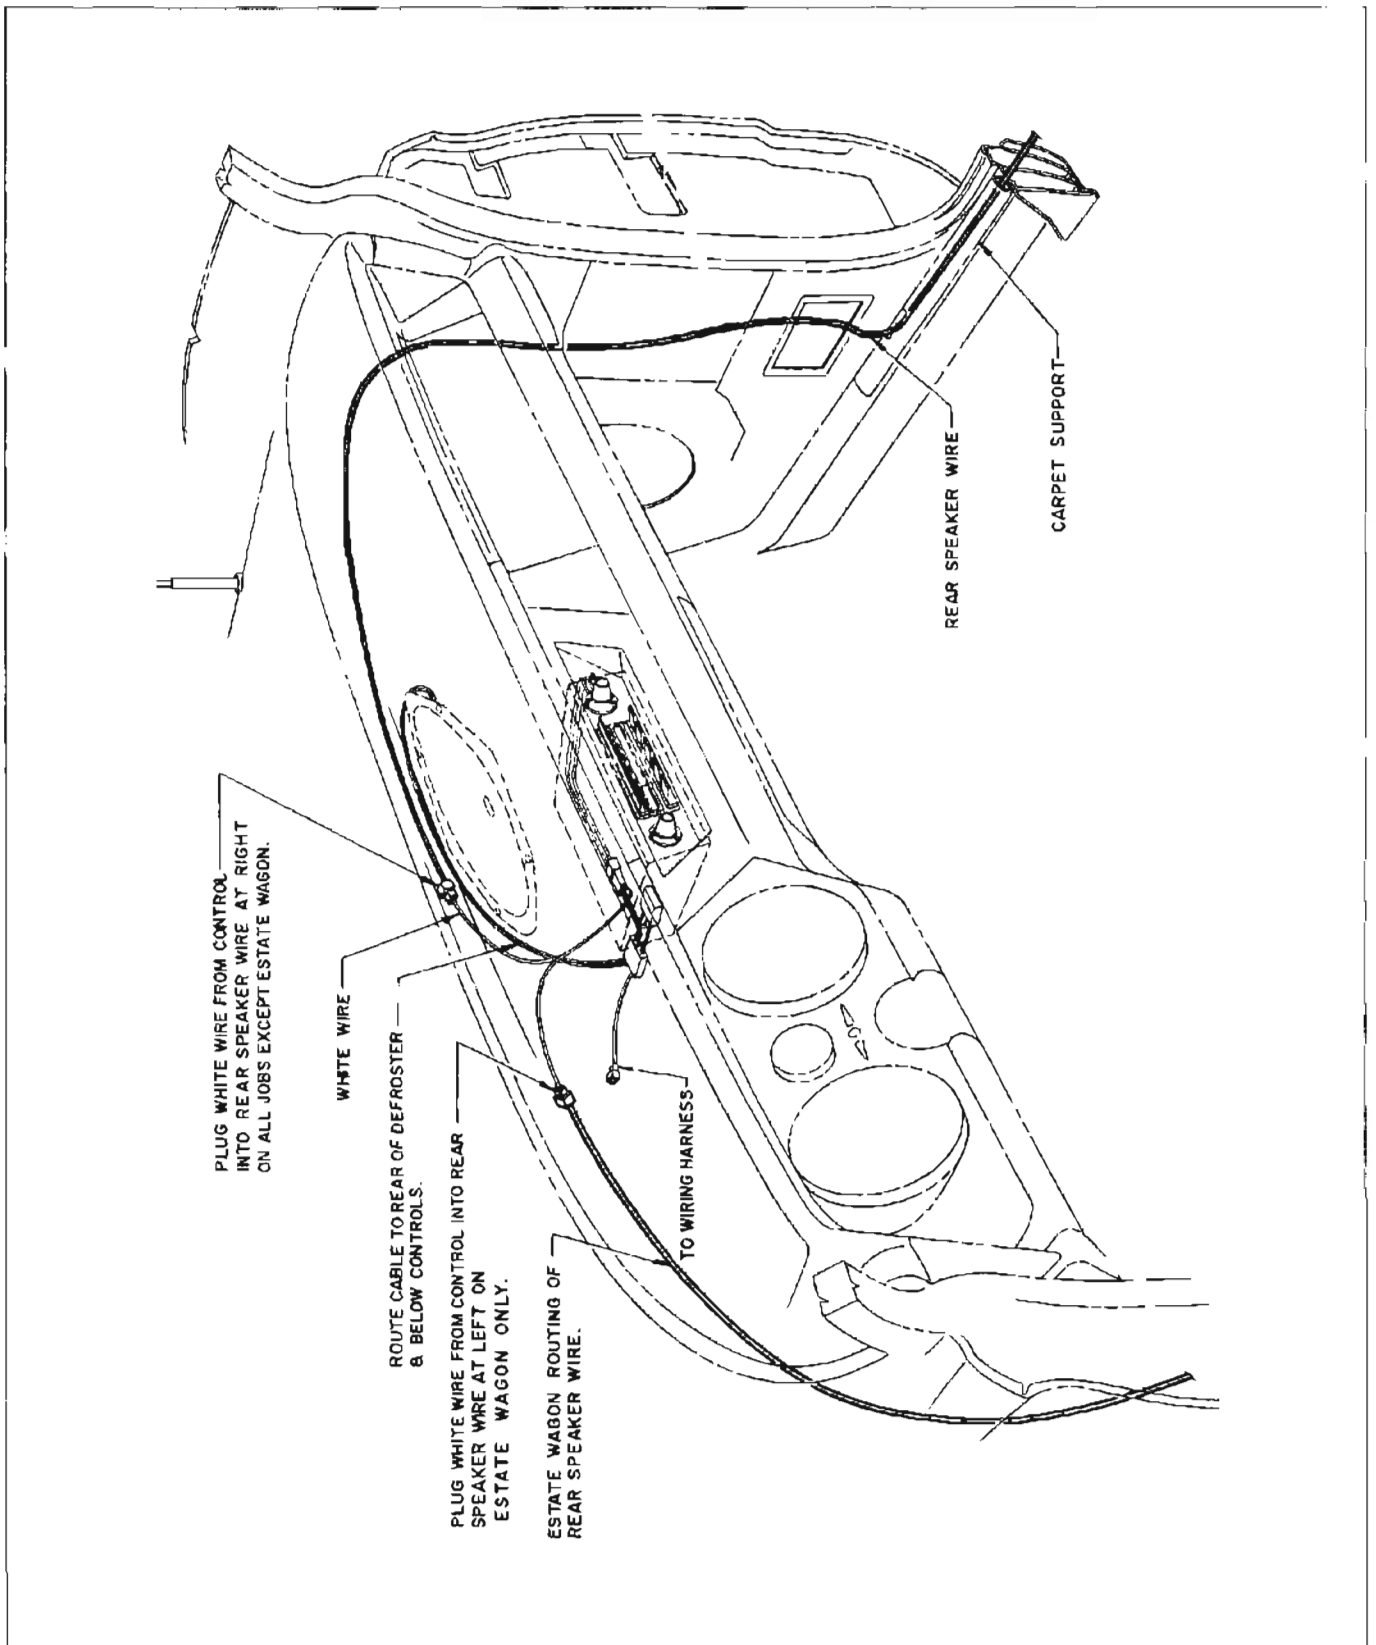 PLUG WHITE WIRE FROM CONTROL
INTO REAR SPEAKER WIRE AT RIGHT
ON ALL JOBS EXCEPT ESTATE WAGON.
WHITE WIRE
ROUTE CABLE TO REAR OF DEFROSTER
& BELOW CONTROLS.
PLUG WHITE WIRE FROM CONTROL INTO REAR
SPEAKER WIRE AT LEFT ON
ESTATE WAGON ONLY.
ESTATE WAGON ROUTING OF
REAR SPEAKER WIRE.
TO WIRING HARNESS
REAR SPEAKER WIRE
CARPET SUPPORT